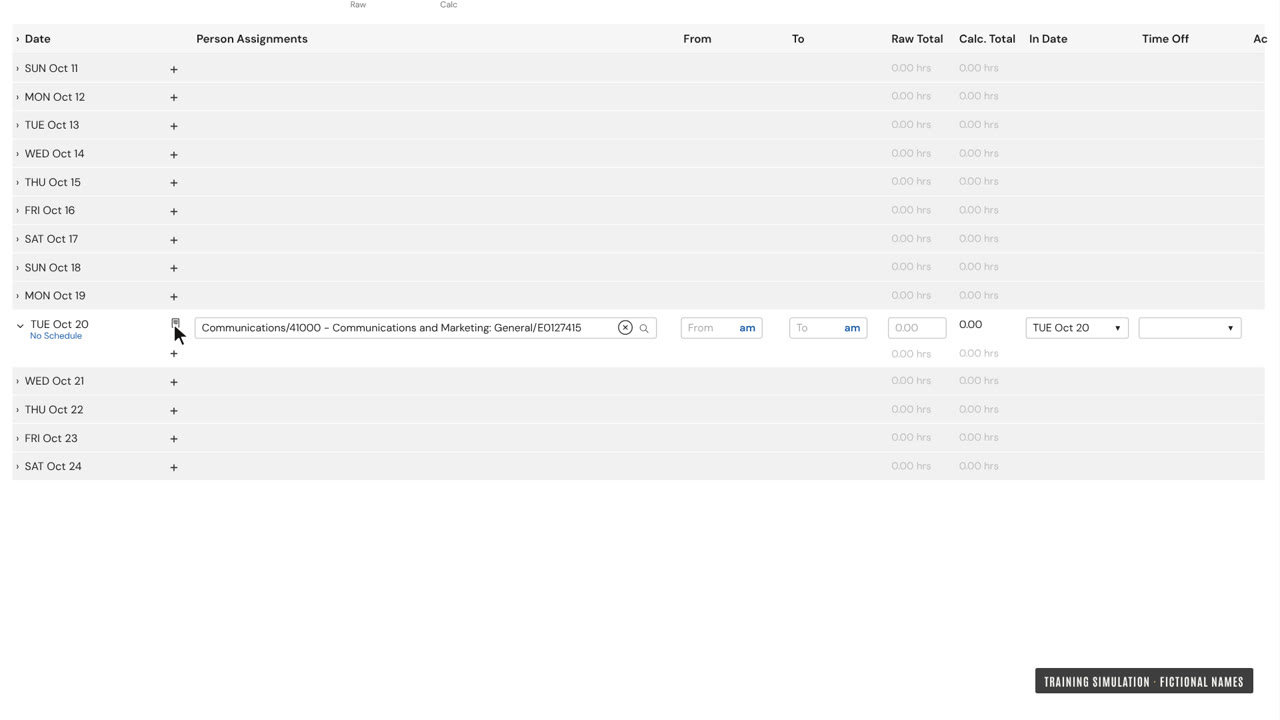 Raw Calc
› Date Person Assignments From To Raw Total Calc. Total In Date Time Off Ac
› SUN Oct 11 + 0.00 hrs 0.00 hrs
› MON Oct 12 + 0.00 hrs 0.00 hrs
› TUE Oct 13 + 0.00 hrs 0.00 hrs
› WED Oct 14 + 0.00 hrs 0.00 hrs
› THU Oct 15 + 0.00 hrs 0.00 hrs
› FRI Oct 16 + 0.00 hrs 0.00 hrs
› SAT Oct 17 + 0.00 hrs 0.00 hrs
› SUN Oct 18 + 0.00 hrs 0.00 hrs
› MON Oct 19 + 0.00 hrs 0.00 hrs
TUE Oct 20 Communications/41000 - Communications and Marketing: General/E0127415 From am To am 0.00 0.00 TUE Oct 20
No Schedule
+ 0.00 hrs 0.00 hrs
› WED Oct 21 + 0.00 hrs 0.00 hrs
› THU Oct 22 + 0.00 hrs 0.00 hrs
› FRI Oct 23 + 0.00 hrs 0.00 hrs
› SAT Oct 24 + 0.00 hrs 0.00 hrs
TRAINING SIMULATION · FICTIONAL NAMES